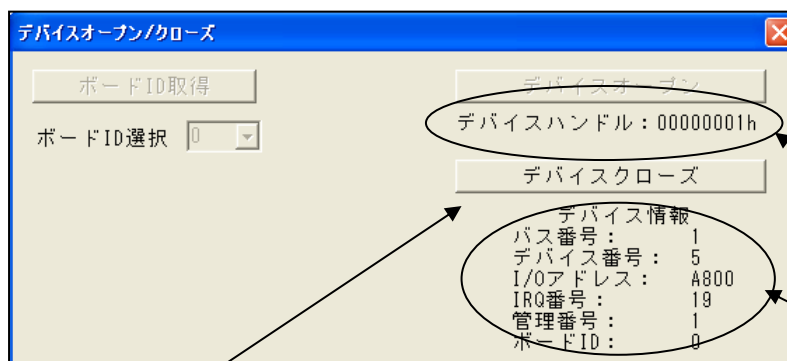 デバイスオープン/クローズ
ボードID取得
デバイスオープン
ボードID選択 0
デバイスハンドル：00000001h
デバイスクローズ
デバイス情報
バス番号： 1
デバイス番号： 5
I/Oアドレス： A800
IRQ番号： 19
管理番号： 1
ボードID： 0